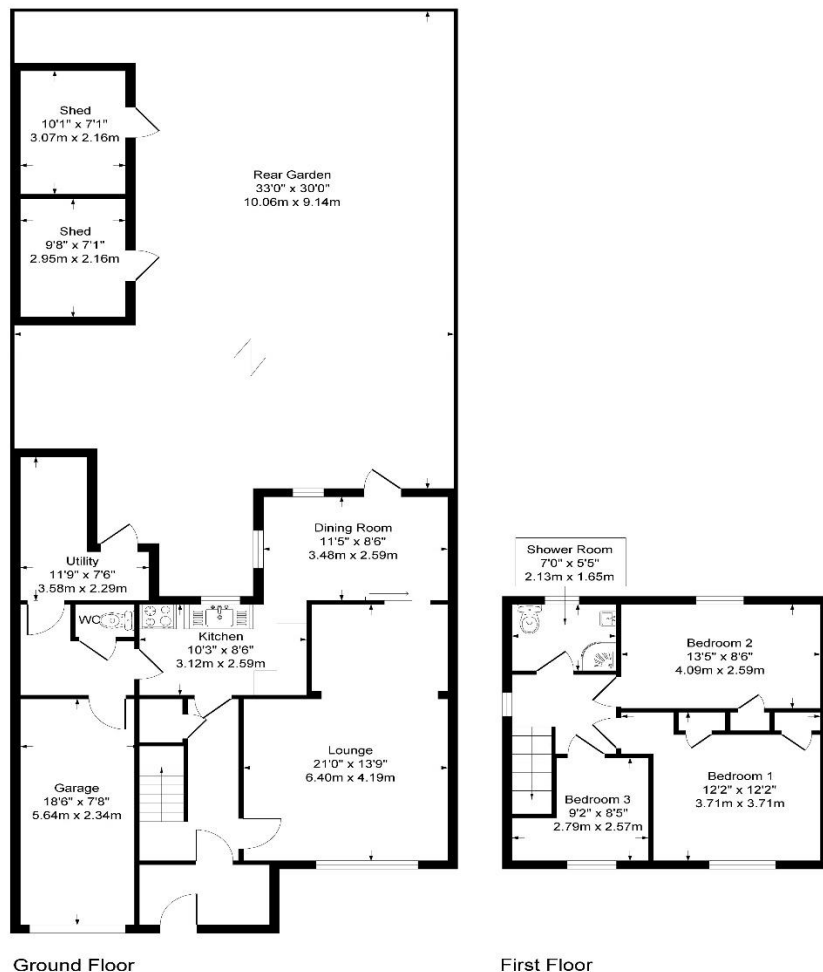 Shed
10'1" x 7'1"
3.07m x 2.16m
Rear Garden
33'0" x 30'0"
10.06m x 9.14m
Shed
9'8" x 7'1"
2.95m x 2.16m
Dining Room
11'5" x 8'6"
3.48m x 2.59m
Utility
11'9" x 7'6"
3.58m x 2.29m
WC
Kitchen
10'3" x 8'6"
3.12m x 2.59m
Lounge
21'0" x 13'9"
6.40m x 4.19m
Garage
18'6" x 7'8"
5.64m x 2.34m
Ground Floor
Shower Room
7'0" x 5'5"
2.13m x 1.65m
Bedroom 2
13'5" x 8'6"
4.09m x 2.59m
Bedroom 1
12'2" x 12'2"
3.71m x 3.71m
Bedroom 3
9'2" x 8'5"
2.79m x 2.57m
First Floor